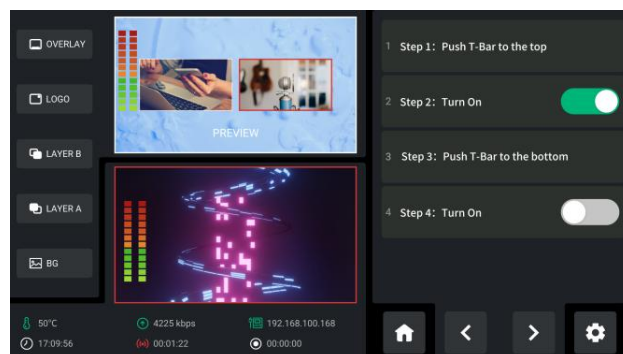 OVERLAY
LOGO
LAYER B
LAYER A
BG
PREVIEW
1 Step 1: Push T-Bar to the top
2 Step 2: Turn On
3 Step 3: Push T-Bar to the bottom
4 Step 4: Turn On
50°C
4225 kbps
192.168.100.168
17:09:56
00:01:22
00:00:00